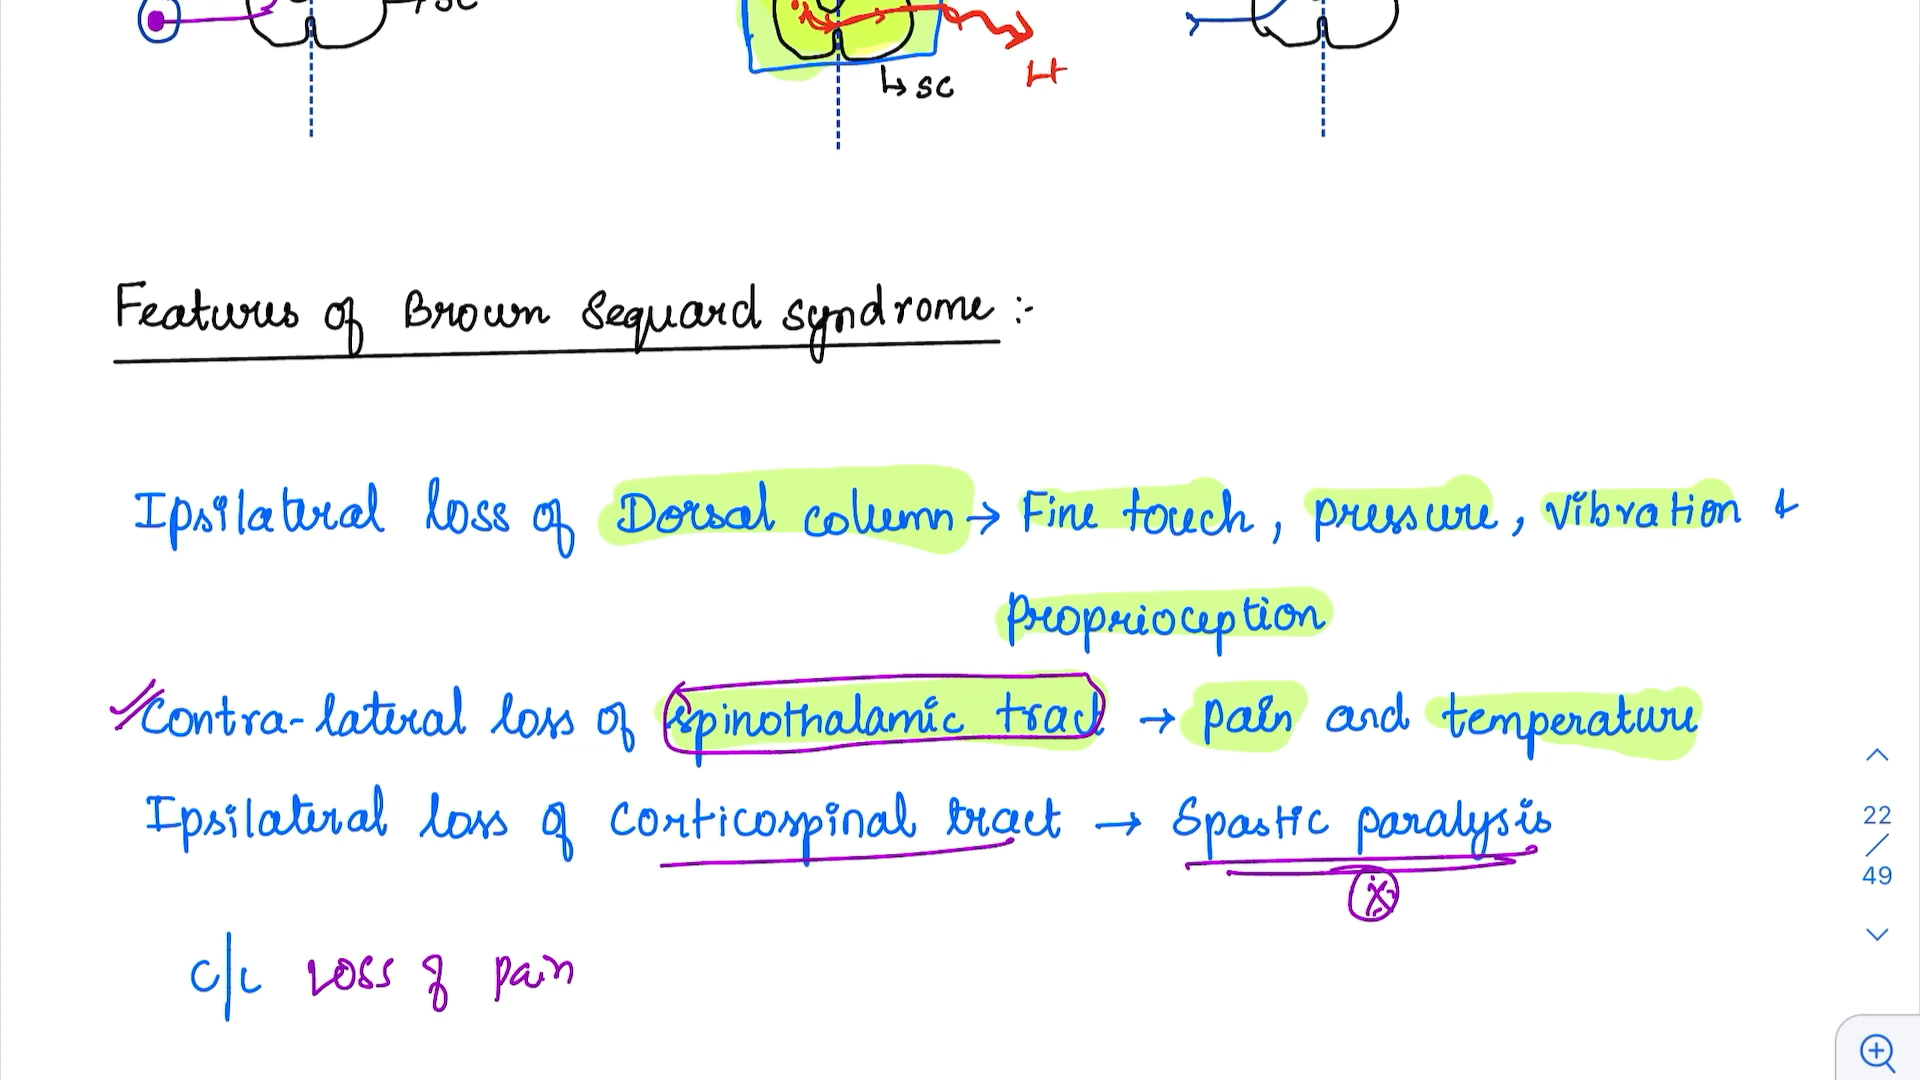 ↳ SC
Lt
Features of Brown Sequard syndrome :-
Ipsilateral loss of Dorsal column → Fine touch, pressure, vibration &
Proprioception
Contra-lateral loss of spinothalamic tract → pain and temperature
Ipsilateral loss of corticospinal tract → Spastic paralysis
C/L Loss of pain
22
/
49